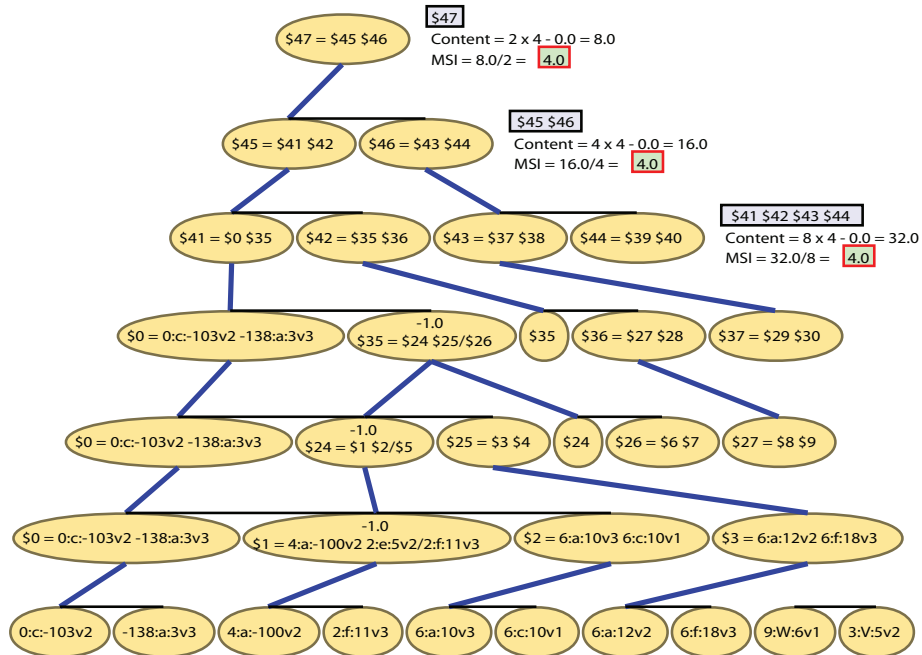 $47
$47 = $45 $46
Content = 2 x 4 - 0.0 = 8.0
MSI = 8.0/2 = 4.0
$45 $46
$45 = $41 $42
$46 = $43 $44
Content = 4 x 4 - 0.0 = 16.0
MSI = 16.0/4 = 4.0
$41 $42 $43 $44
$41 = $0 $35
$42 = $35 $36
$43 = $37 $38
$44 = $39 $40
Content = 8 x 4 - 0.0 = 32.0
MSI = 32.0/8 = 4.0
$0 = 0:c:-103v2 -138:a:3v3
-1.0
$35 = $24 $25/$26
$35
$36 = $27 $28
$37 = $29 $30
$0 = 0:c:-103v2 -138:a:3v3
-1.0
$24 = $1 $2/$5
$25 = $3 $4
$24
$26 = $6 $7
$27 = $8 $9
$0 = 0:c:-103v2 -138:a:3v3
-1.0
$1 = 4:a:-100v2 2:e:5v2/2:f:11v3
$2 = 6:a:10v3 6:c:10v1
$3 = 6:a:12v2 6:f:18v3
0:c:-103v2
-138:a:3v3
4:a:-100v2
2:f:11v3
6:a:10v3
6:c:10v1
6:a:12v2
6:f:18v3
9:W:6v1
3:V:5v2